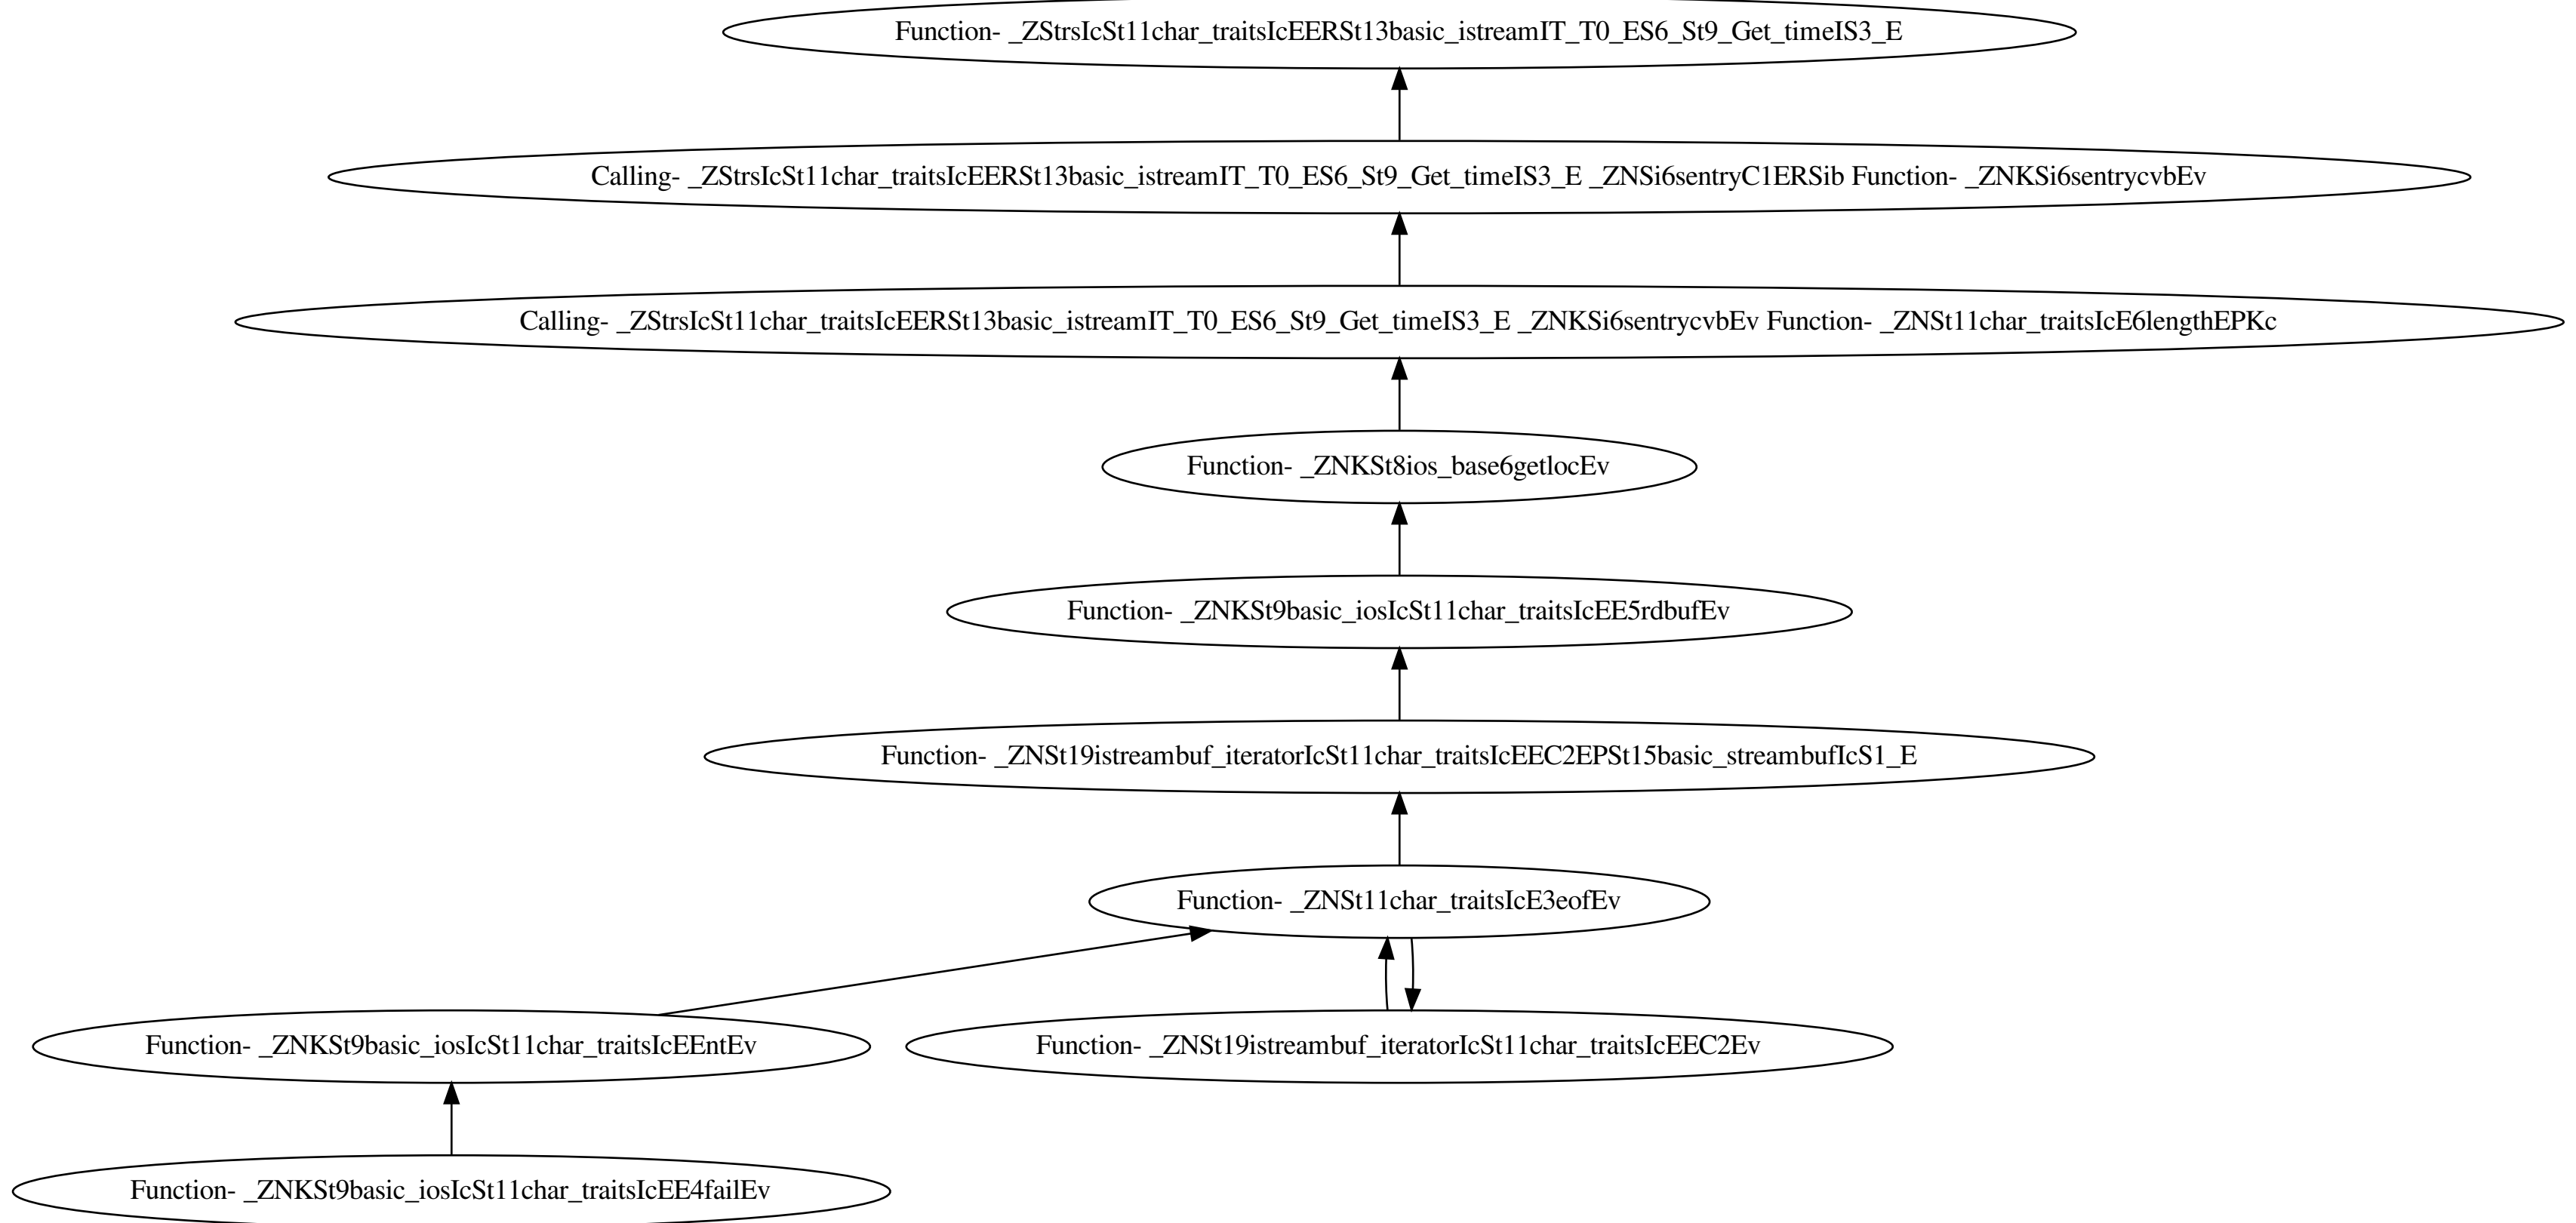 Function- _ZStrsIcSt11char_traitsIcEERSt13basic_istreamIT_T0_ES6_St9_Get_timeIS3_E
Calling- _ZStrsIcSt11char_traitsIcEERSt13basic_istreamIT_T0_ES6_St9_Get_timeIS3_E _ZNSi6sentryC1ERSib Function- _ZNKSi6sentrycvbEv
Calling- _ZStrsIcSt11char_traitsIcEERSt13basic_istreamIT_T0_ES6_St9_Get_timeIS3_E _ZNKSi6sentrycvbEv Function- _ZNSt11char_traitsIcE6lengthEPKc
Function- _ZNKSt8ios_base6getlocEv
Function- _ZNKSt9basic_iosIcSt11char_traitsIcEE5rdbufEv
Function- _ZNSt19istreambuf_iteratorIcSt11char_traitsIcEEC2EPSt15basic_streambufIcS1_E
Function- _ZNSt11char_traitsIcE3eofEv
Function- _ZNKSt9basic_iosIcSt11char_traitsIcEEntEv
Function- _ZNSt19istreambuf_iteratorIcSt11char_traitsIcEEC2Ev
Function- _ZNKSt9basic_iosIcSt11char_traitsIcEE4failEv